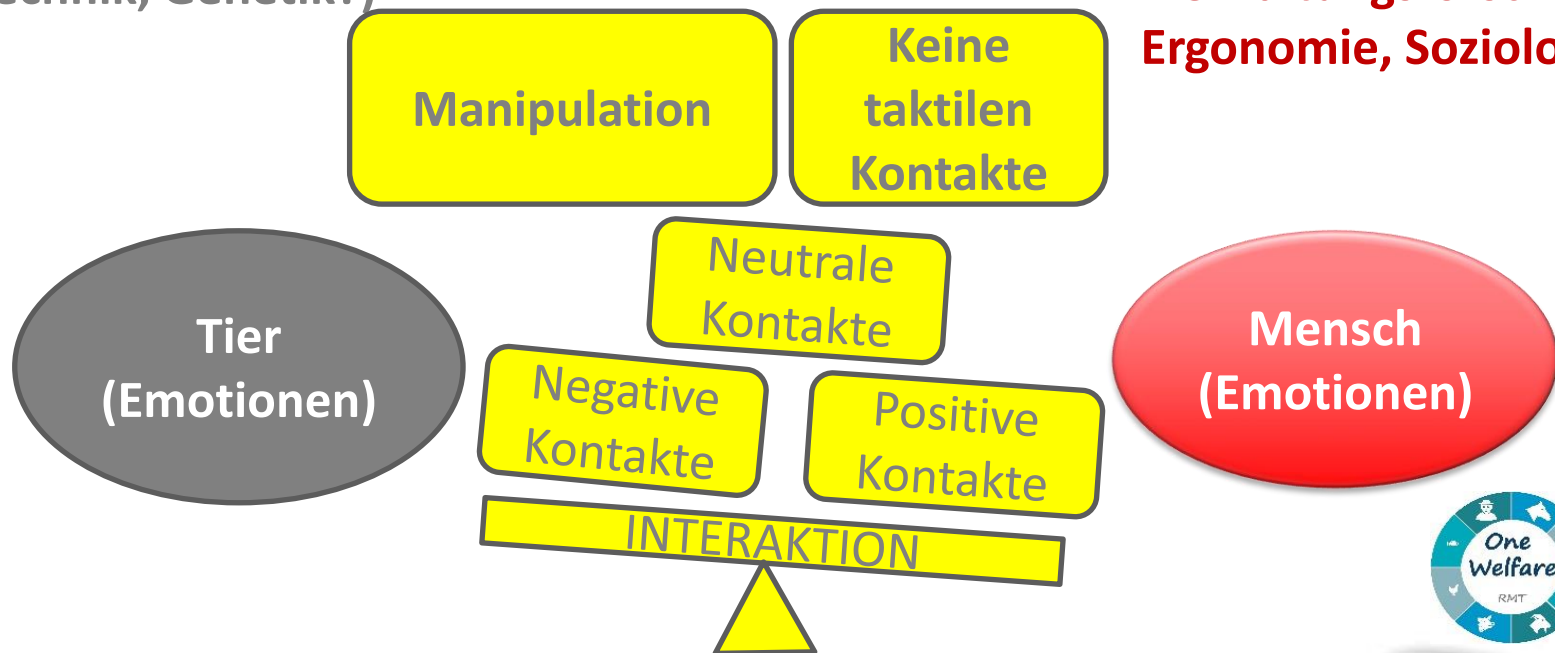 Genetik?)
Manipulation
Keine
taktilen
Kontakte
Ergonomie,
Neutrale
Kontakte
Tier
(Emotionen)
Mensch
(Emotionen)
Negative
Kontakte
Positive
Kontakte
INTERAKTION
One
Welfare
RMT